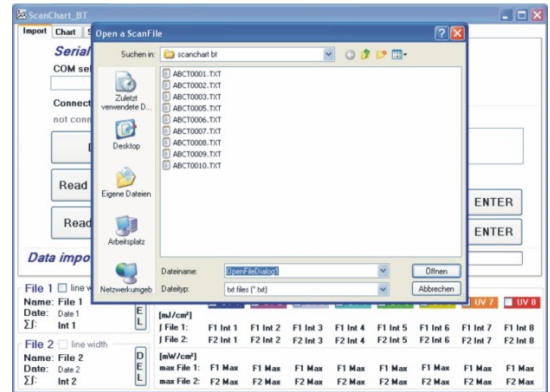 ScanChart_BT
Import Chart
Open a ScanFile
Serial
COM sel
Connect
not conn
Read
Read
Data impo
Suchen in: scanchart bt
Zuletzt verwendete D...
Desktop
Eigene Dateien
Arbeitsplatz
Netzwerkumgeb
ABCT0001.TXT
ABCT0002.TXT
ABCT0003.TXT
ABCT0005.TXT
ABCT0006.TXT
ABCT0007.TXT
ABCT0008.TXT
ABCT0009.TXT
ABCT0010.TXT
Dateiname: OpenFileDialog1 Öffnen
Dateityp: txt files (*.txt) Abbrechen
ENTER
ENTER
File 1 line w
Name: File 1
Date: Date 1
Σ∫: Int 1
E
L
File 2 line width
Name: File 2
Date: Date 2
Σ∫: Int 2
D
E
L
UV 7 UV 8
[mJ/cm²]
∫ File 1: F1 Int 1 F1 Int 2 F1 Int 3 F1 Int 4 F1 Int 5 F1 Int 6 F1 Int 7 F1 Int 8
∫ File 2: F2 Int 1 F2 Int 2 F2 Int 3 F2 Int 4 F2 Int 5 F2 Int 6 F2 Int 7 F2 Int 8
[mW/cm²]
max File 1: F1 Max F1 Max F1 Max F1 Max F1 Max F1 Max F1 Max F1 Max
max File 2: F2 Max F2 Max F2 Max F2 Max F2 Max F2 Max F2 Max F2 Max